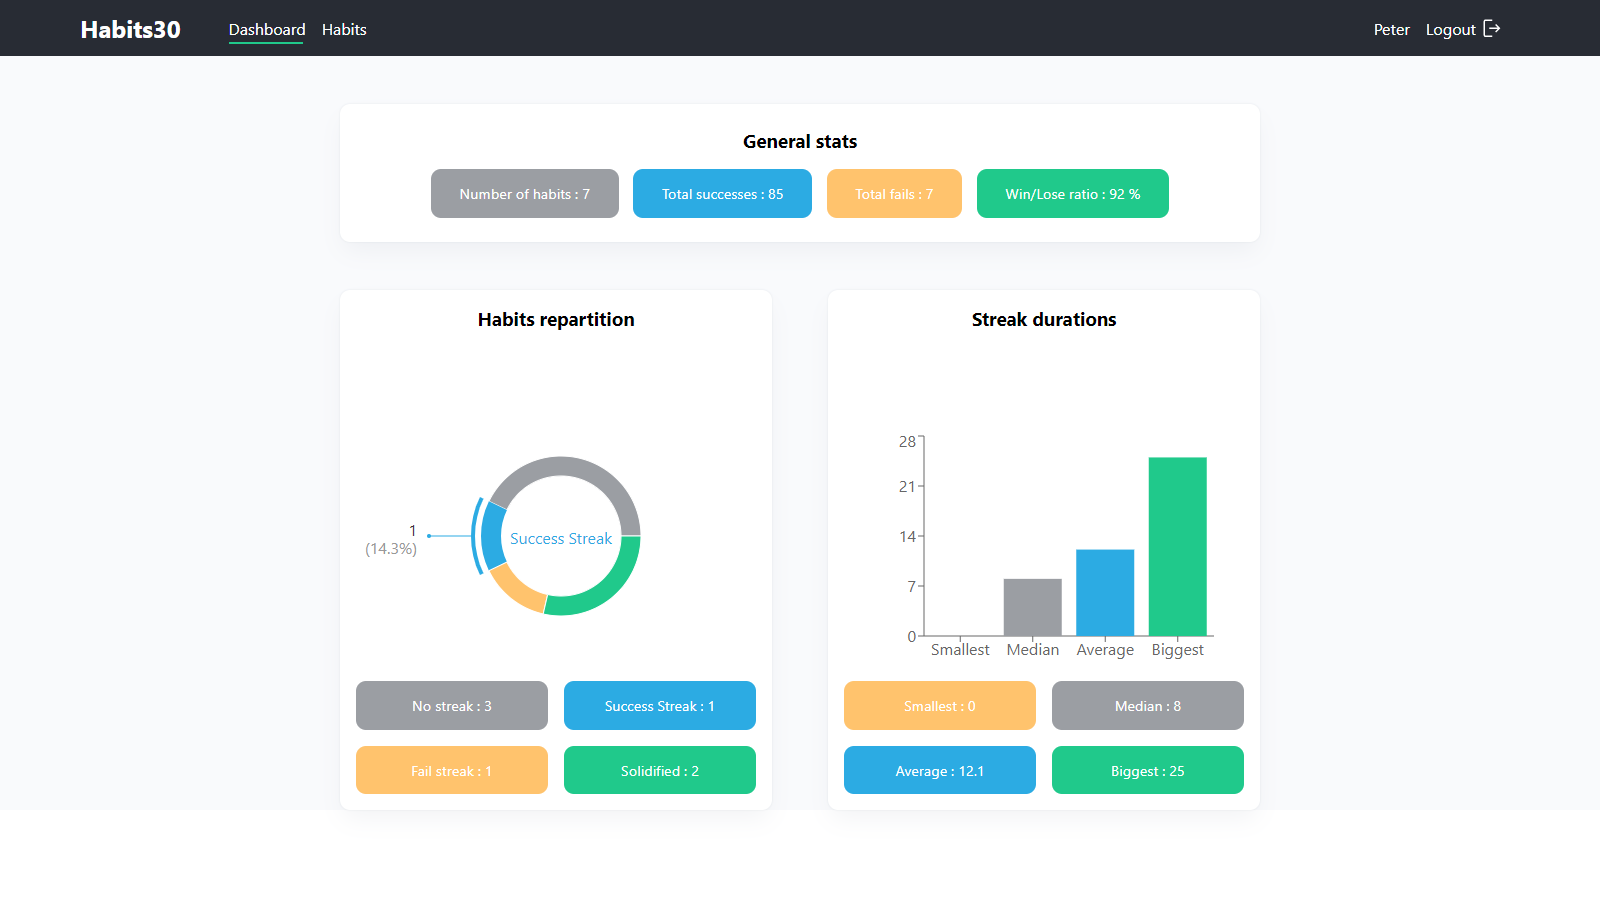 Habits30 Dashboard Habits Peter Logout
General stats
Number of habits : 7 Total successes : 85 Total fails : 7 Win/Lose ratio : 92 %
Habits repartition
1
(14.3%)
Success Streak
No streak : 3 Success Streak : 1
Fail streak : 1 Solidified : 2
Streak durations
28
21
14
7
0
Smallest Median Average Biggest
Smallest : 0 Median : 8
Average : 12.1 Biggest : 25